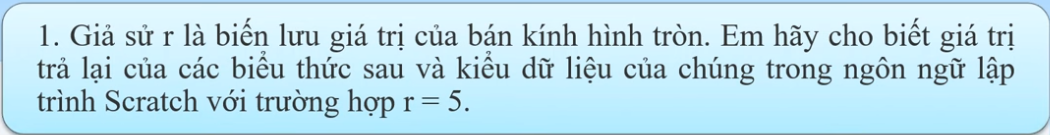 1. Giả sử r là biến lưu giá trị của bán kính hình tròn. Em hãy cho biết giá trị
trả lại của các biểu thức sau và kiểu dữ liệu của chúng trong ngôn ngữ lập
trình Scratch với trường hợp r = 5.